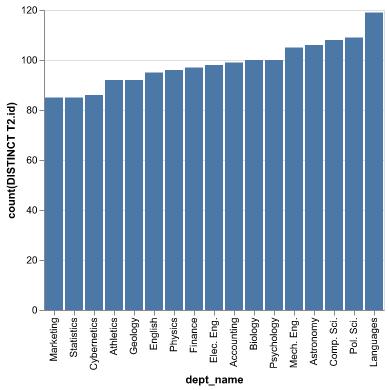 120
100
80
60
40
20
0
count(DISTINCT T2.id)
Marketing
Statistics
Cybernetics
Athletics
Geology
English
Physics
Finance
Elec. Eng.
Accounting
Biology
Psychology
Mech. Eng.
Astronomy
Comp. Sci.
Pol. Sci.
Languages
dept_name